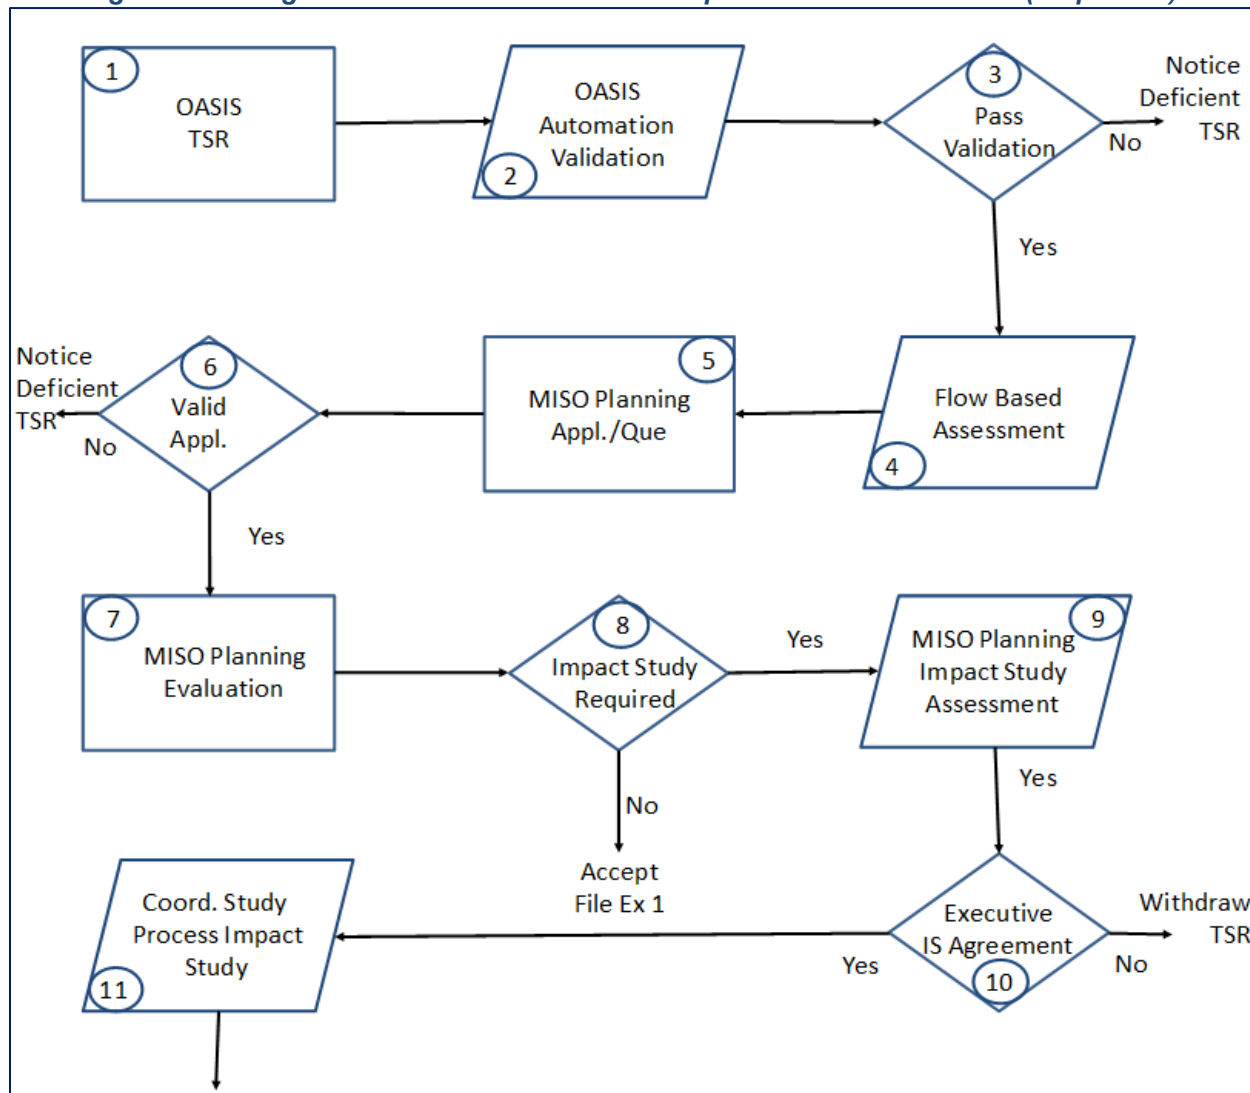 1
OASIS
TSR
OASIS
Automation
Validation
2
3
Pass
Validation
No
Notice
Deficient
TSR
Yes
Notice
Deficient
TSR
No
6
Valid
Appl.
5
MISO Planning
Appl./Que
Flow Based
Assessment
4
Yes
7
MISO Planning
Evaluation
8
Impact Study
Required
Yes
9
MISO Planning
Impact Study
Assessment
No
Accept
File Ex 1
Yes
Coord. Study
Process Impact
Study
11
Yes
Executive
IS Agreement
10
No
Withdraw
TSR